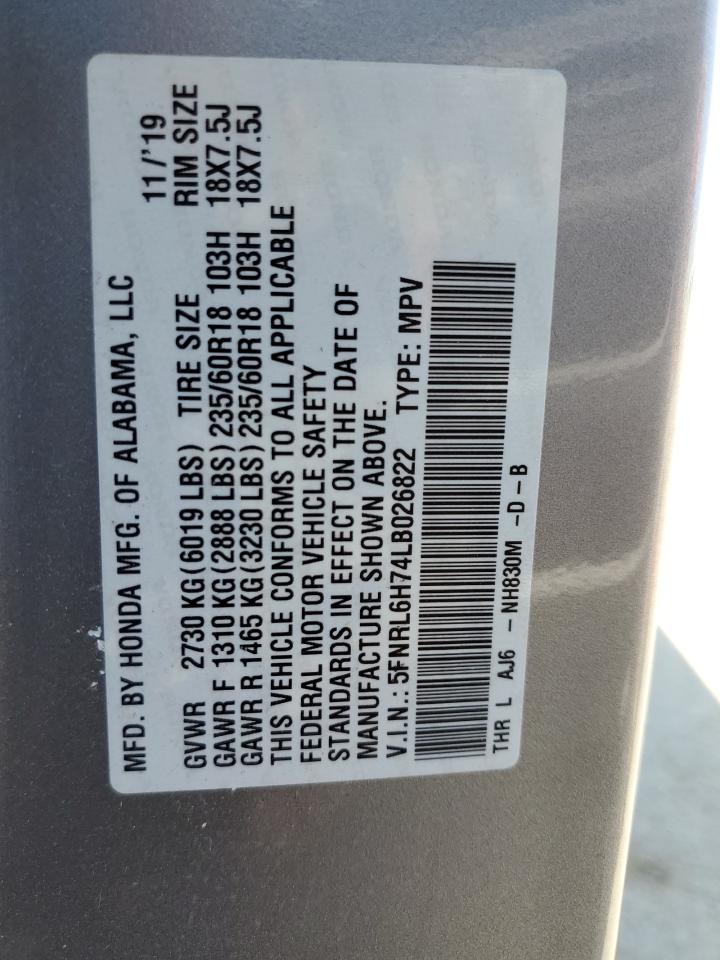 MFD. BY HONDA MFG. OF ALABAMA, LLC 11/'19
GVWR 2730 KG(6019 LBS) TIRE SIZE RIM SIZE
GAWR F 1310 KG(2888 LBS) 235/60R18 103H 18X7.5J
GAWR R 1465 KG(3230 LBS) 235/60R18 103H 18X7.5J
THIS VEHICLE CONFORMS TO ALL APPLICABLE
FEDERAL MOTOR VEHICLE SAFETY
STANDARDS IN EFFECT ON THE DATE OF
MANUFACTURE SHOWN ABOVE.
V.I.N.: 5FNRL6H74LB026822 TYPE: MPV
THR L AJ6 - NH830M -D-B